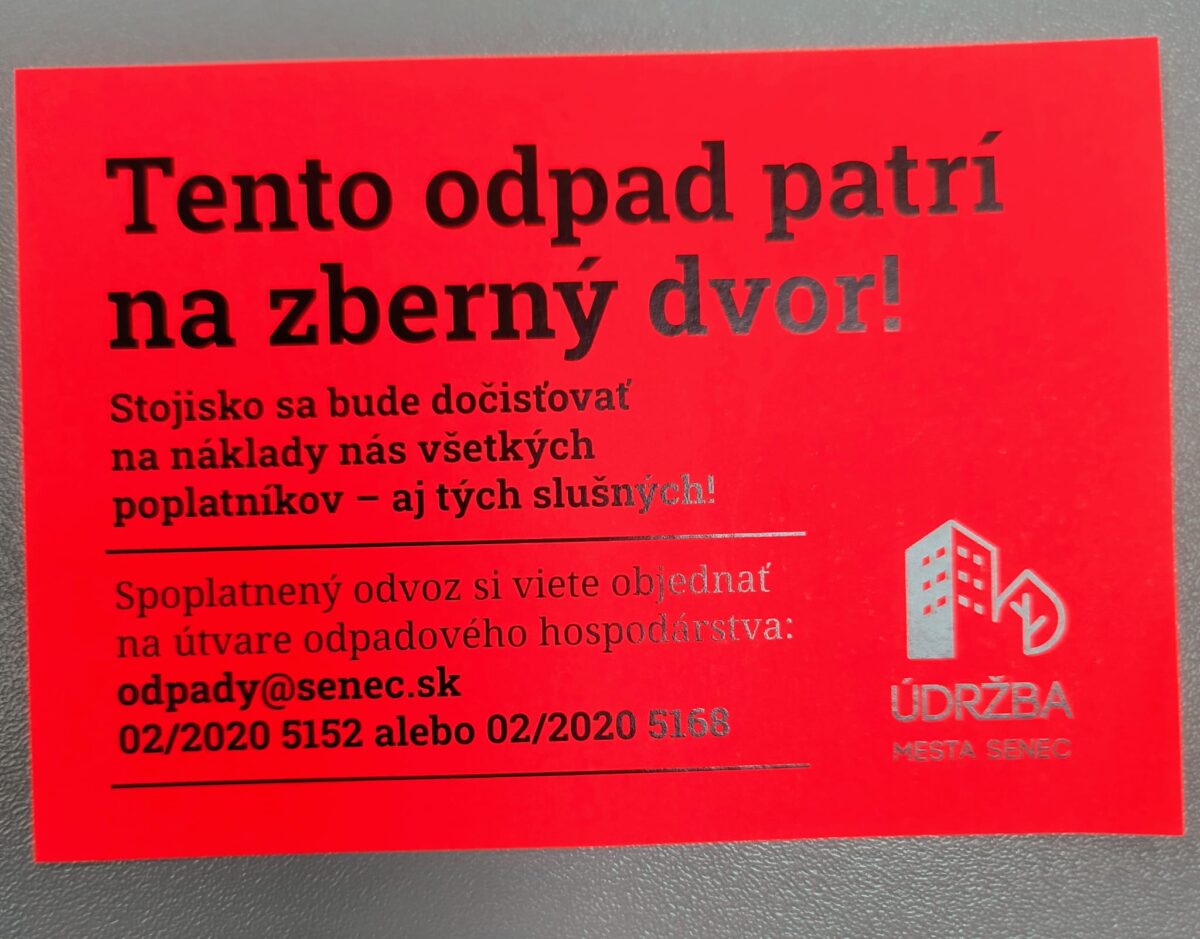 Tento odpad patrí
na zberný dvor!
Stojisko sa bude dočisťovať
na náklady nás všetkých
poplatníkov – aj tých slušných!
Spoplatnený odvoz si viete objednať
na útvare odpadového hospodárstva:
odpady@senec.sk
02/2020 5152 alebo 02/2020 5168
ÚDRŽBA
MESTA SENEC